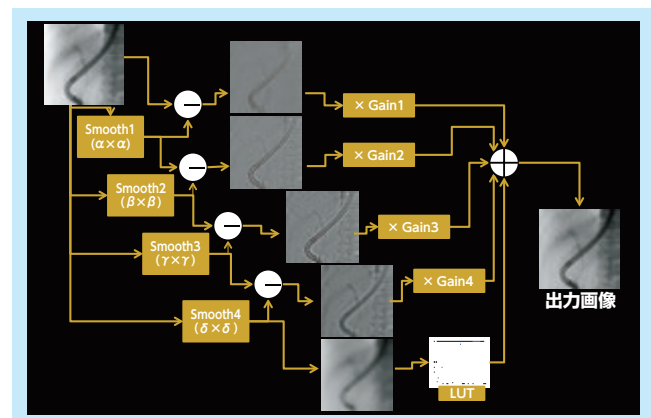 Smooth1
(α×α)
× Gain1
Smooth2
(β×β)
× Gain2
Smooth3
(γ×γ)
× Gain3
Smooth4
(δ×δ)
× Gain4
LUT
出力画像